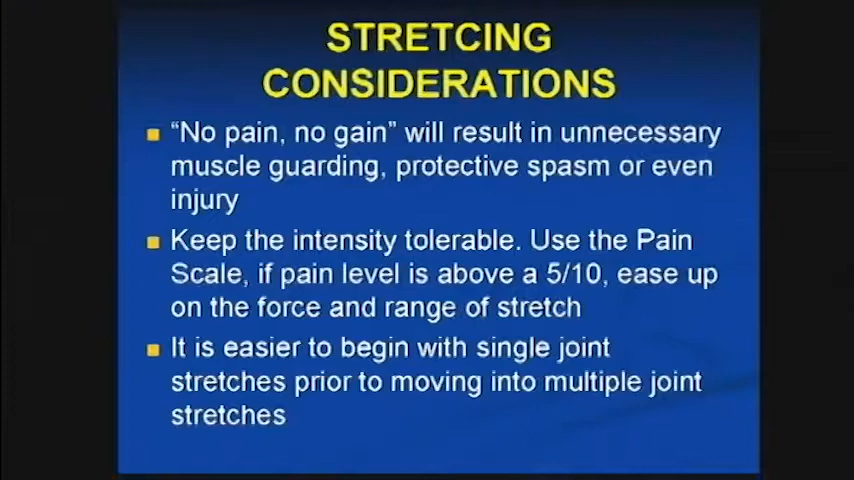 STRETCING
CONSIDERATIONS
“No pain, no gain” will result in unnecessary
muscle guarding, protective spasm or even
injury
Keep the intensity tolerable. Use the Pain
Scale, if pain level is above a 5/10, ease up
on the force and range of stretch
It is easier to begin with single joint
stretches prior to moving into multiple joint
stretches